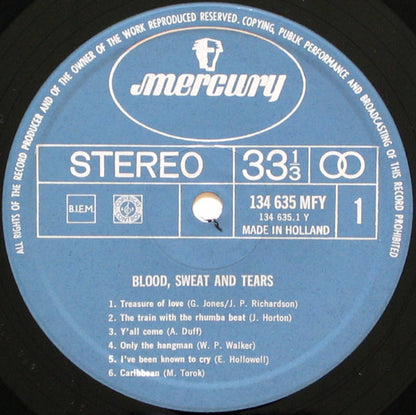 ALL RIGHTS OF THE RECORD PRODUCER AND OF THE OWNER OF THE WORK REPRODUCED RESERVED. COPYING, PUBLIC PERFORMANCE AND BROADCASTING OF THIS RECORD PROHIBITED
mercury
STEREO 33 1/3
B.I.E.M. 134 635 MFY 1
134 635.1 Y
MADE IN HOLLAND
BLOOD, SWEAT AND TEARS
1. Treasure of love (G. Jones/J. P. Richardson)
2. The train with the rhumba beat (J. Horton)
3. Y'all come (A. Duff)
4. Only the hangman (W. P. Walker)
5. I've been known to cry (E. Hollowell)
6. Caribbean (M. Torok)